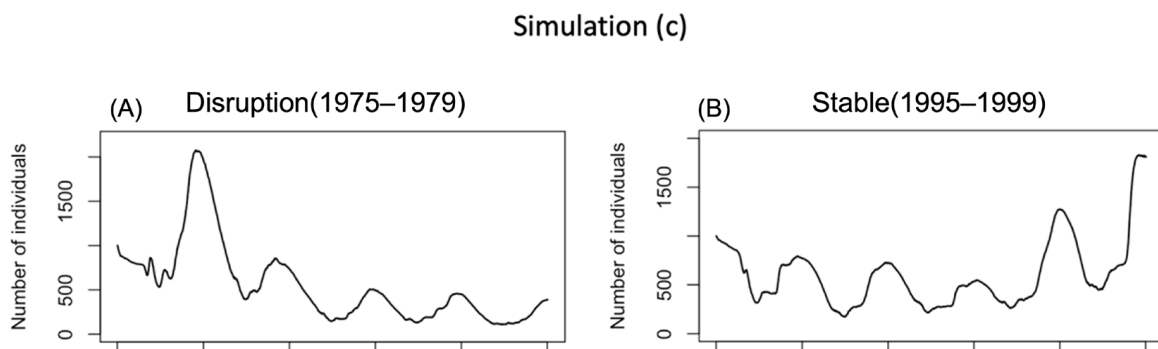 Simulation (c)
(A) Disruption(1975–1979)
Number of individuals
0 500 1500
(B) Stable(1995–1999)
Number of individuals
0 500 1500